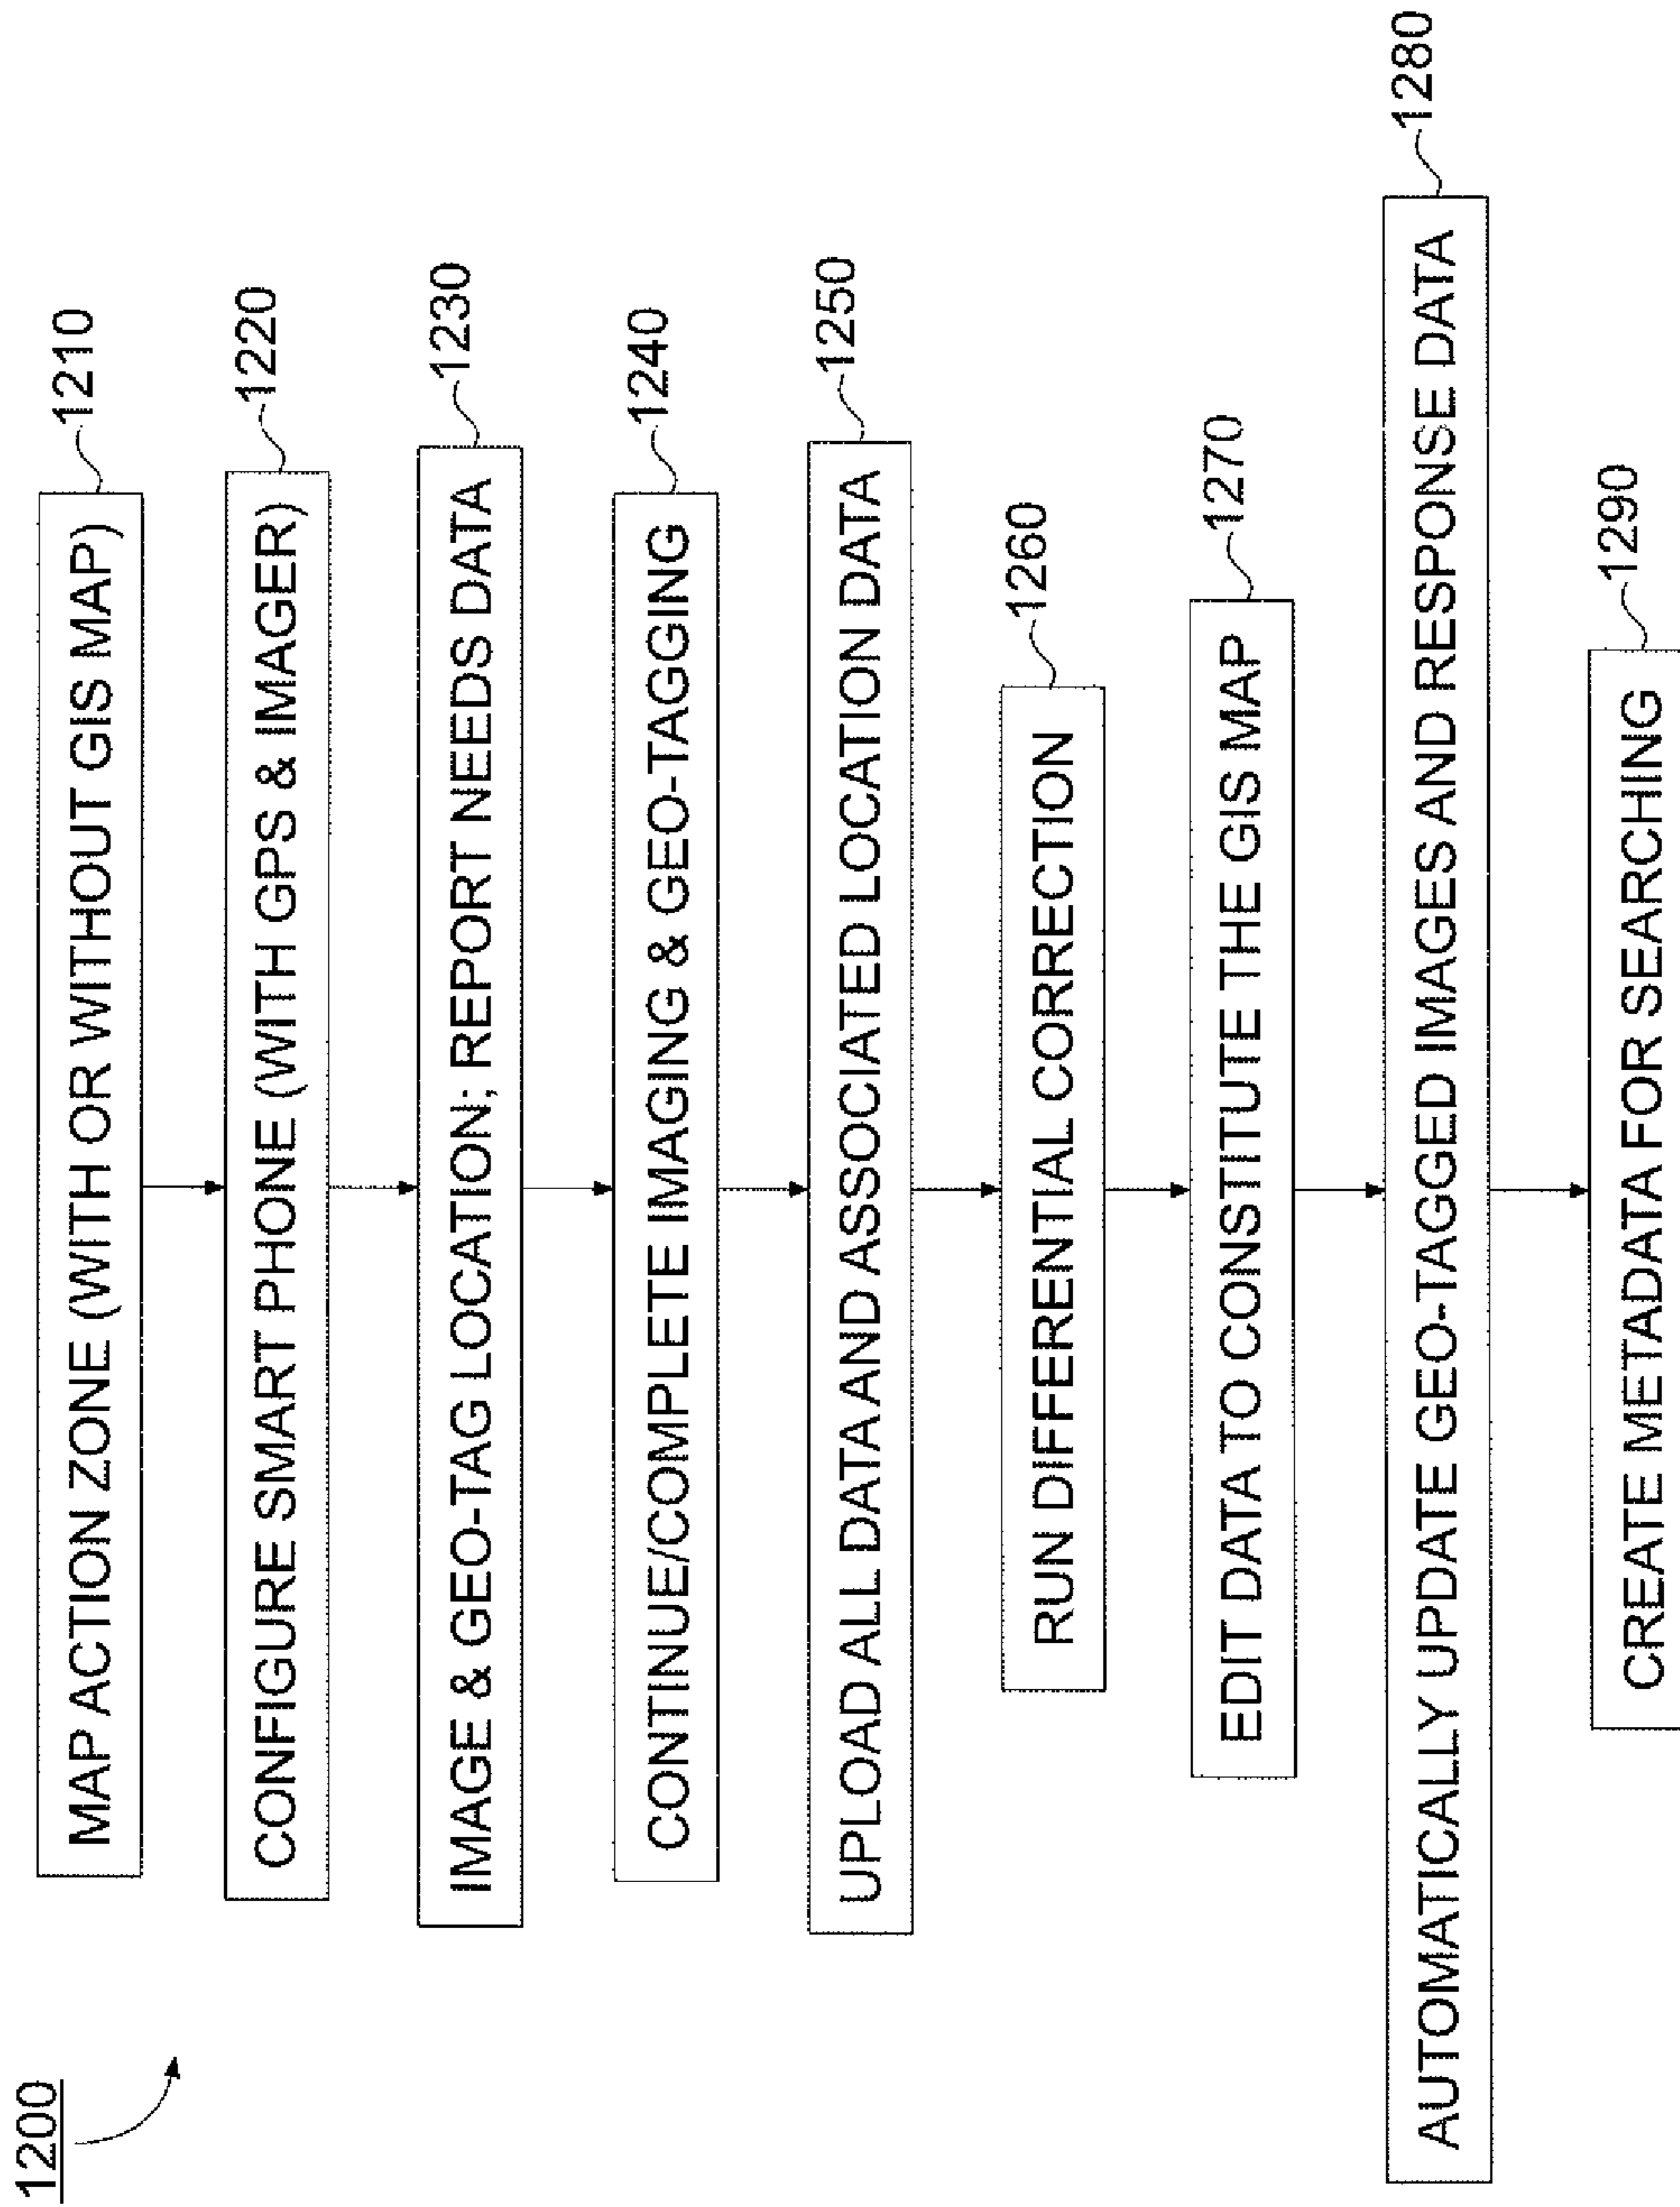 1200
MAP ACTION ZONE (WITH OR WITHOUT GIS MAP)
1210
CONFIGURE SMART PHONE (WITH GPS & IMAGER)
1220
IMAGE & GEO-TAG LOCATION; REPORT NEEDS DATA
1230
CONTINUE/COMPLETE IMAGING & GEO-TAGGING
1240
UPLOAD ALL DATA AND ASSOCIATED LOCATION DATA
1250
RUN DIFFERENTIAL CORRECTION
1260
EDIT DATA TO CONSTITUTE THE GIS MAP
1270
AUTOMATICALLY UPDATE GEO-TAGGED IMAGES AND RESPONSE DATA
1280
CREATE METADATA FOR SEARCHING
1290